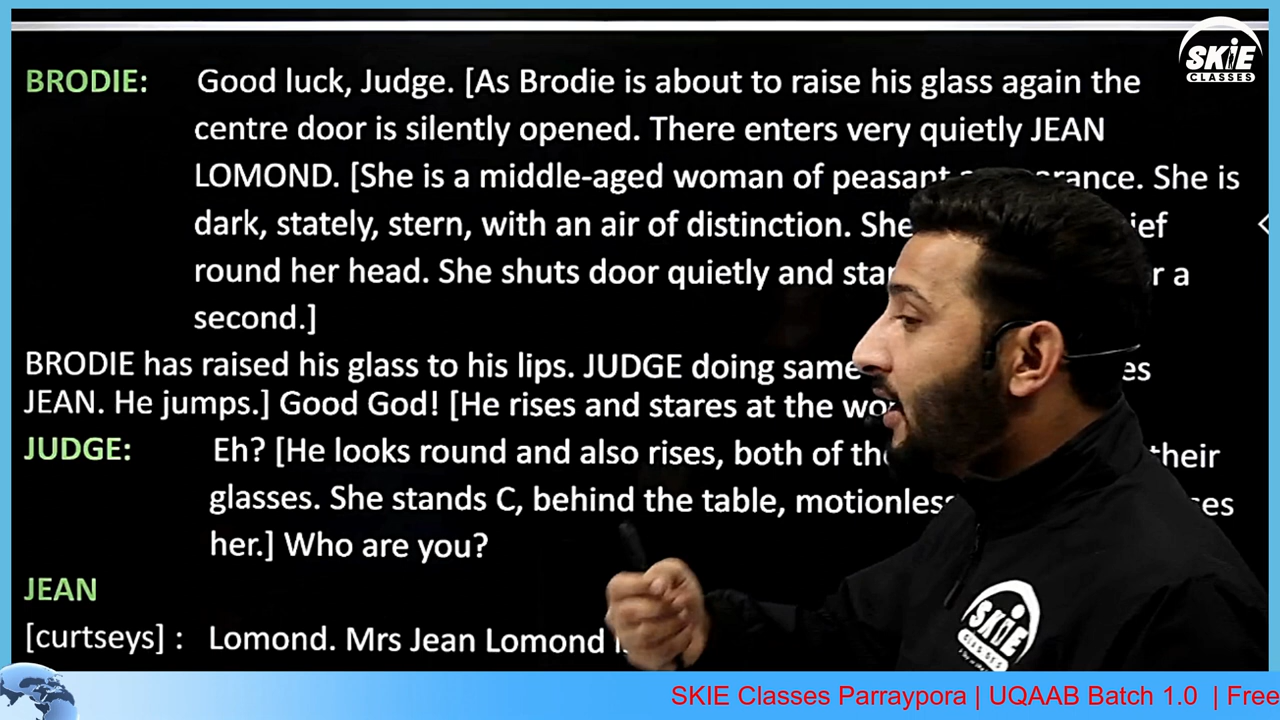 SKiE
CLASSES
BRODIE: Good luck, Judge. [As Brodie is about to raise his glass again the
centre door is silently opened. There enters very quietly JEAN
LOMOND. [She is a middle-aged woman of peasant She is
dark, stately, stern, with an air of distinction. She
round her head. She shuts door quietly and a
second.]
BRODIE has raised his glass to his lips. JUDGE doing same
JEAN. He jumps.] Good God! [He rises and stares at the
JUDGE: Eh? [He looks round and also rises, both of their
glasses. She stands C, behind the table,
her.] Who are you?
JEAN
[curtseys] : Lomond. Mrs Jean Lomond
SKiE
CLASSES
SKIE Classes Parraypora | UQAAB Batch 1.0 | Free